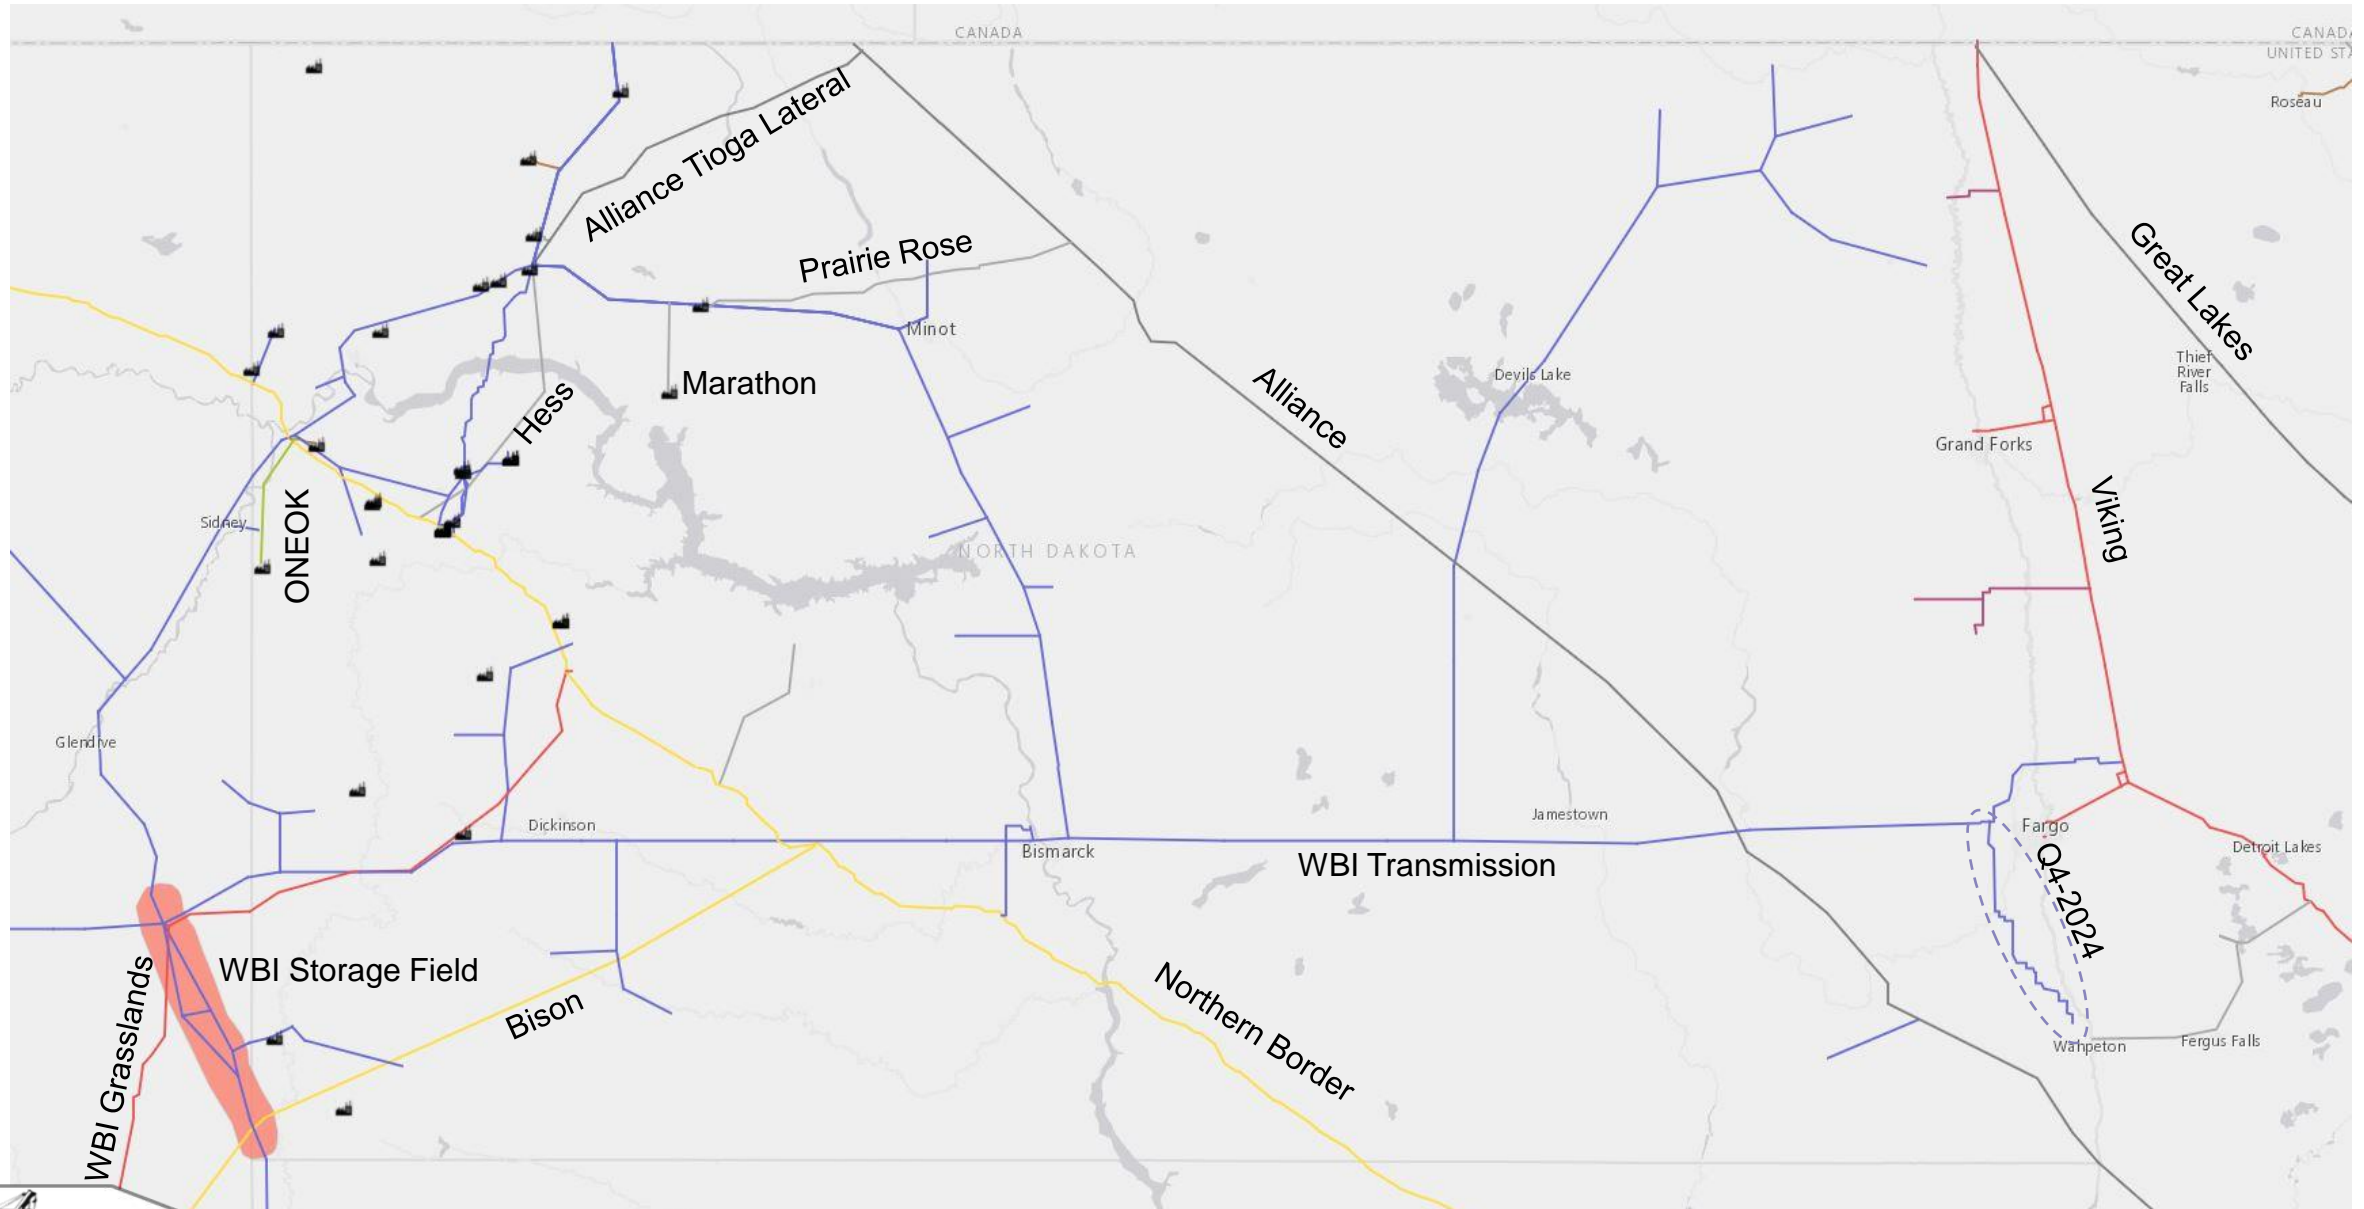 CANADA
CANADA
UNITED STA
Roseau
Alliance Tioga Lateral
Prairie Rose
Great Lakes
Minot
Thief
River
Falls
Devils Lake
Marathon
Hess
Alliance
Grand Forks
Viking
Sidney
ONEOK
NORTH DAKOTA
Glendive
Dickinson
Jamestown
Fargo
Bismarck
Detroit Lakes
WBI Transmission
Q4-2024
WBI Storage Field
WBI Grasslands
Bison
Northern Border
Wahpeton
Fergus Falls